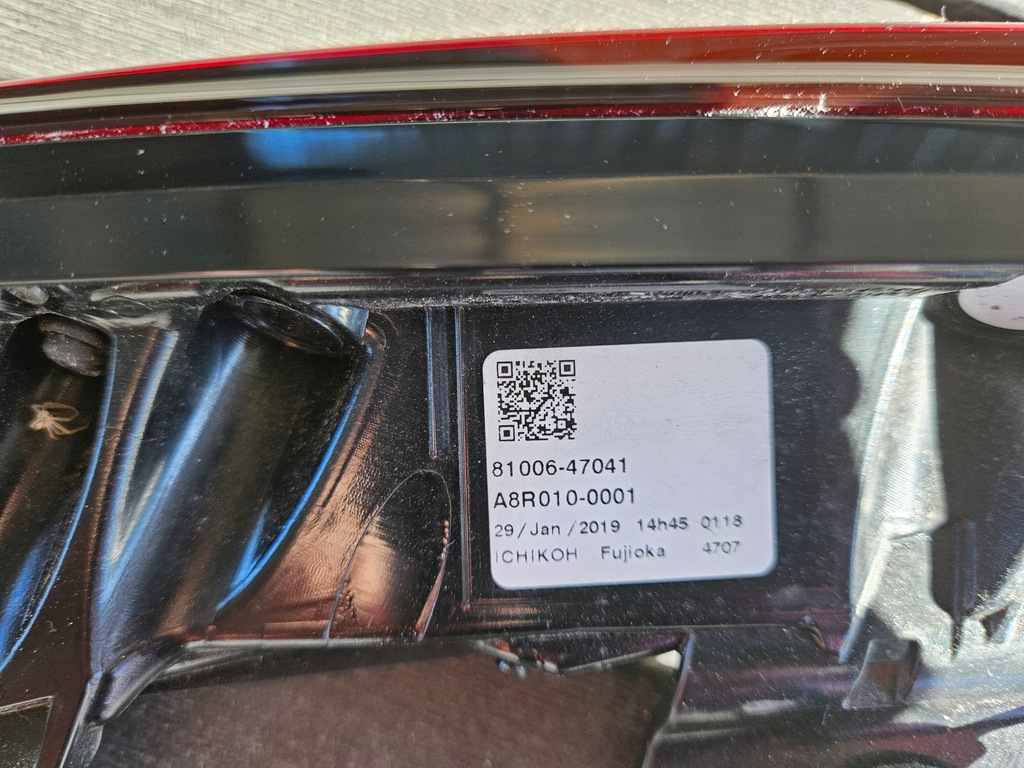 81006-47041
A8R010-0001
29/Jan/2019 14h45 0118
ICHIKOH Fujioka 4707